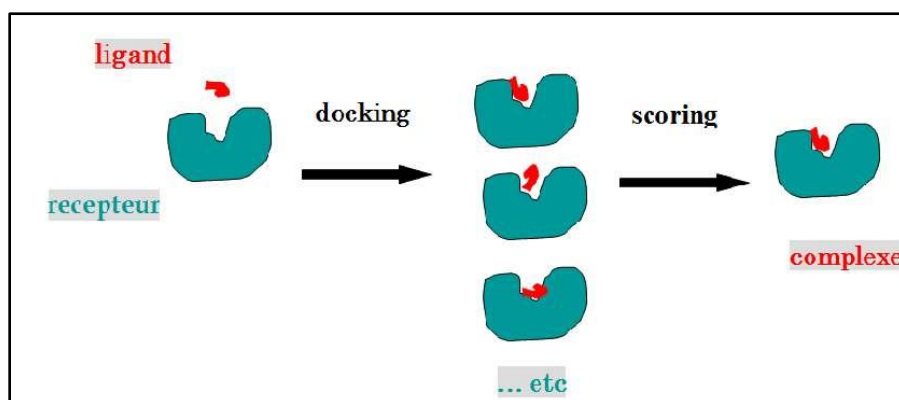 ligand
docking
scoring
recepteur
complexe
... etc